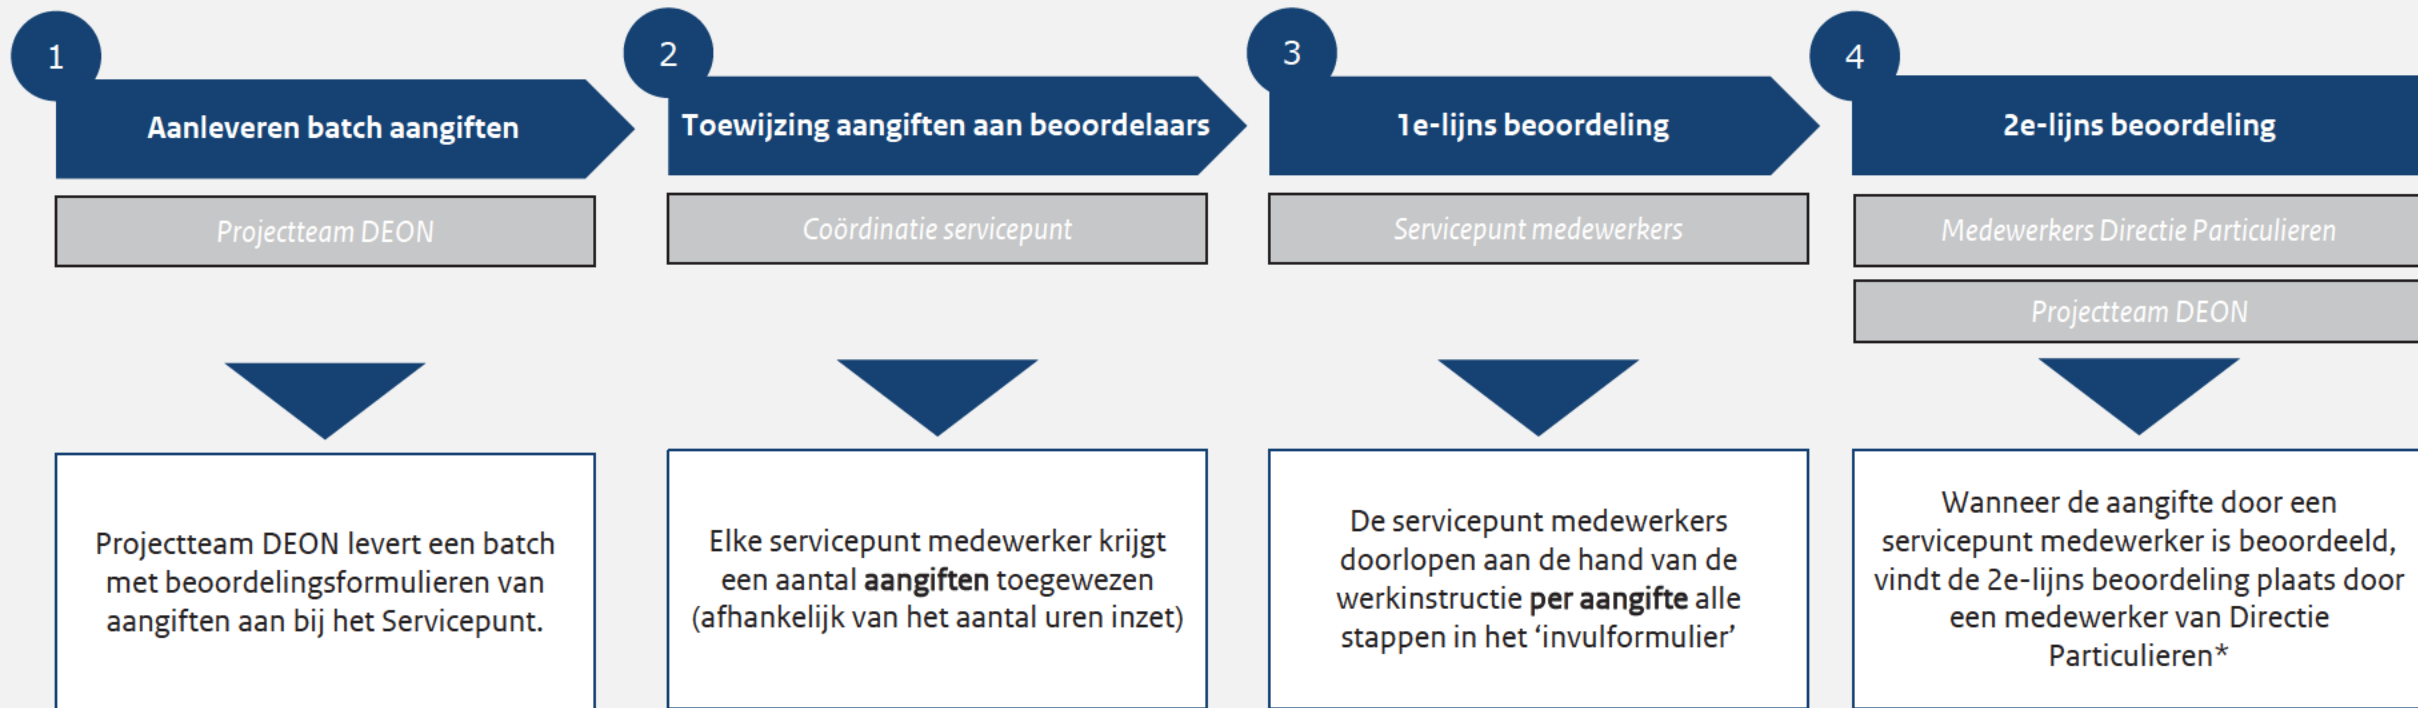 1
Aanleveren batch aangiften
Projectteam DEON
Projectteam DEON levert een batch
met beoordelingsformulieren van
aangiften aan bij het Servicepunt.
2
Toewijzing aangiften aan beoordelaars
Coördinatie servicepunt
Elke servicepunt medewerker krijgt
een aantal aangiften toegewezen
(afhankelijk van het aantal uren inzet)
3
1e-lijns beoordeling
Servicepunt medewerkers
De servicepunt medewerkers
doorlopen aan de hand van de
werkinstructie per aangifte alle
stappen in het ‘invulformulier’
4
2e-lijns beoordeling
Medewerkers Directie Particulieren
Projectteam DEON
Wanneer de aangifte door een
servicepunt medewerker is beoordeeld,
vindt de 2e-lijns beoordeling plaats door
een medewerker van Directie
Particulieren*